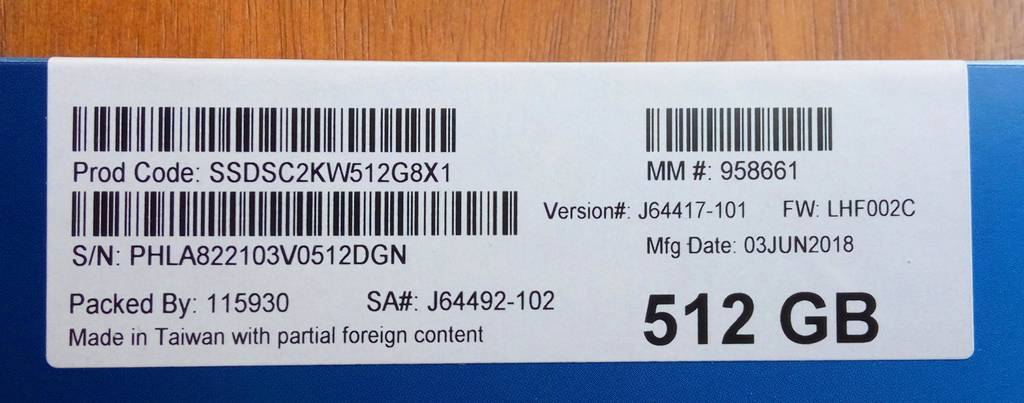 Prod Code: SSDSC2KW512G8X1
MM #: 958661
Version#: J64417-101 FW: LHF002C
S/N: PHLA822103V0512DGN
Mfg Date: 03JUN2018
Packed By: 115930 SA#: J64492-102
512 GB
Made in Taiwan with partial foreign content